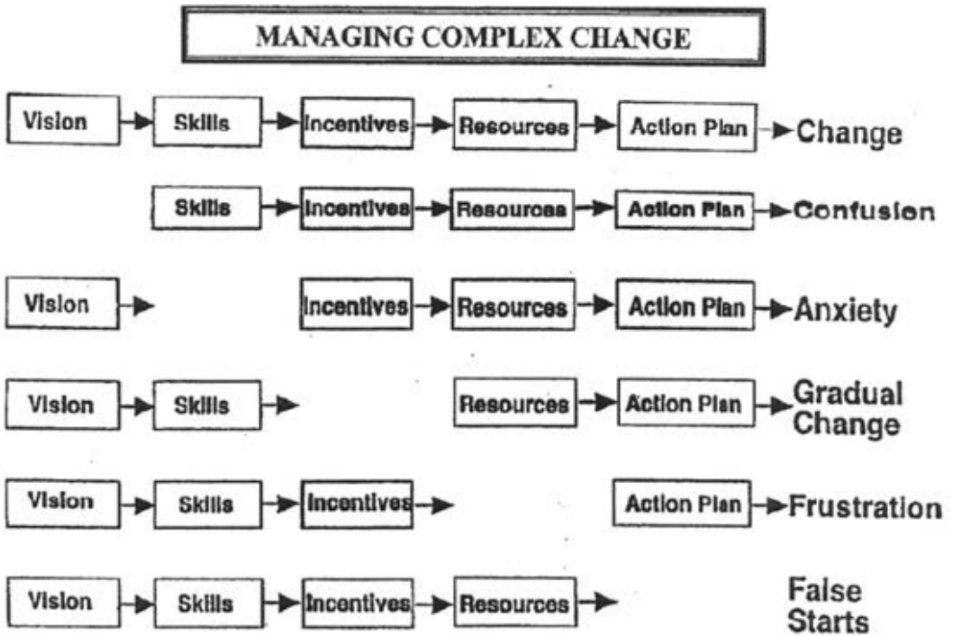 MANAGING COMPLEX CHANGE
Vision Skills Incentives Resources Action Plan Change
Skills Incentives Resources Action Plan Confusion
Vision Incentives Resources Action Plan Anxiety
Vision Skills Resources Action Plan Gradual
Change
Vision Skills Incentives Action Plan Frustration
Vision Skills Incentives Resources False
Starts